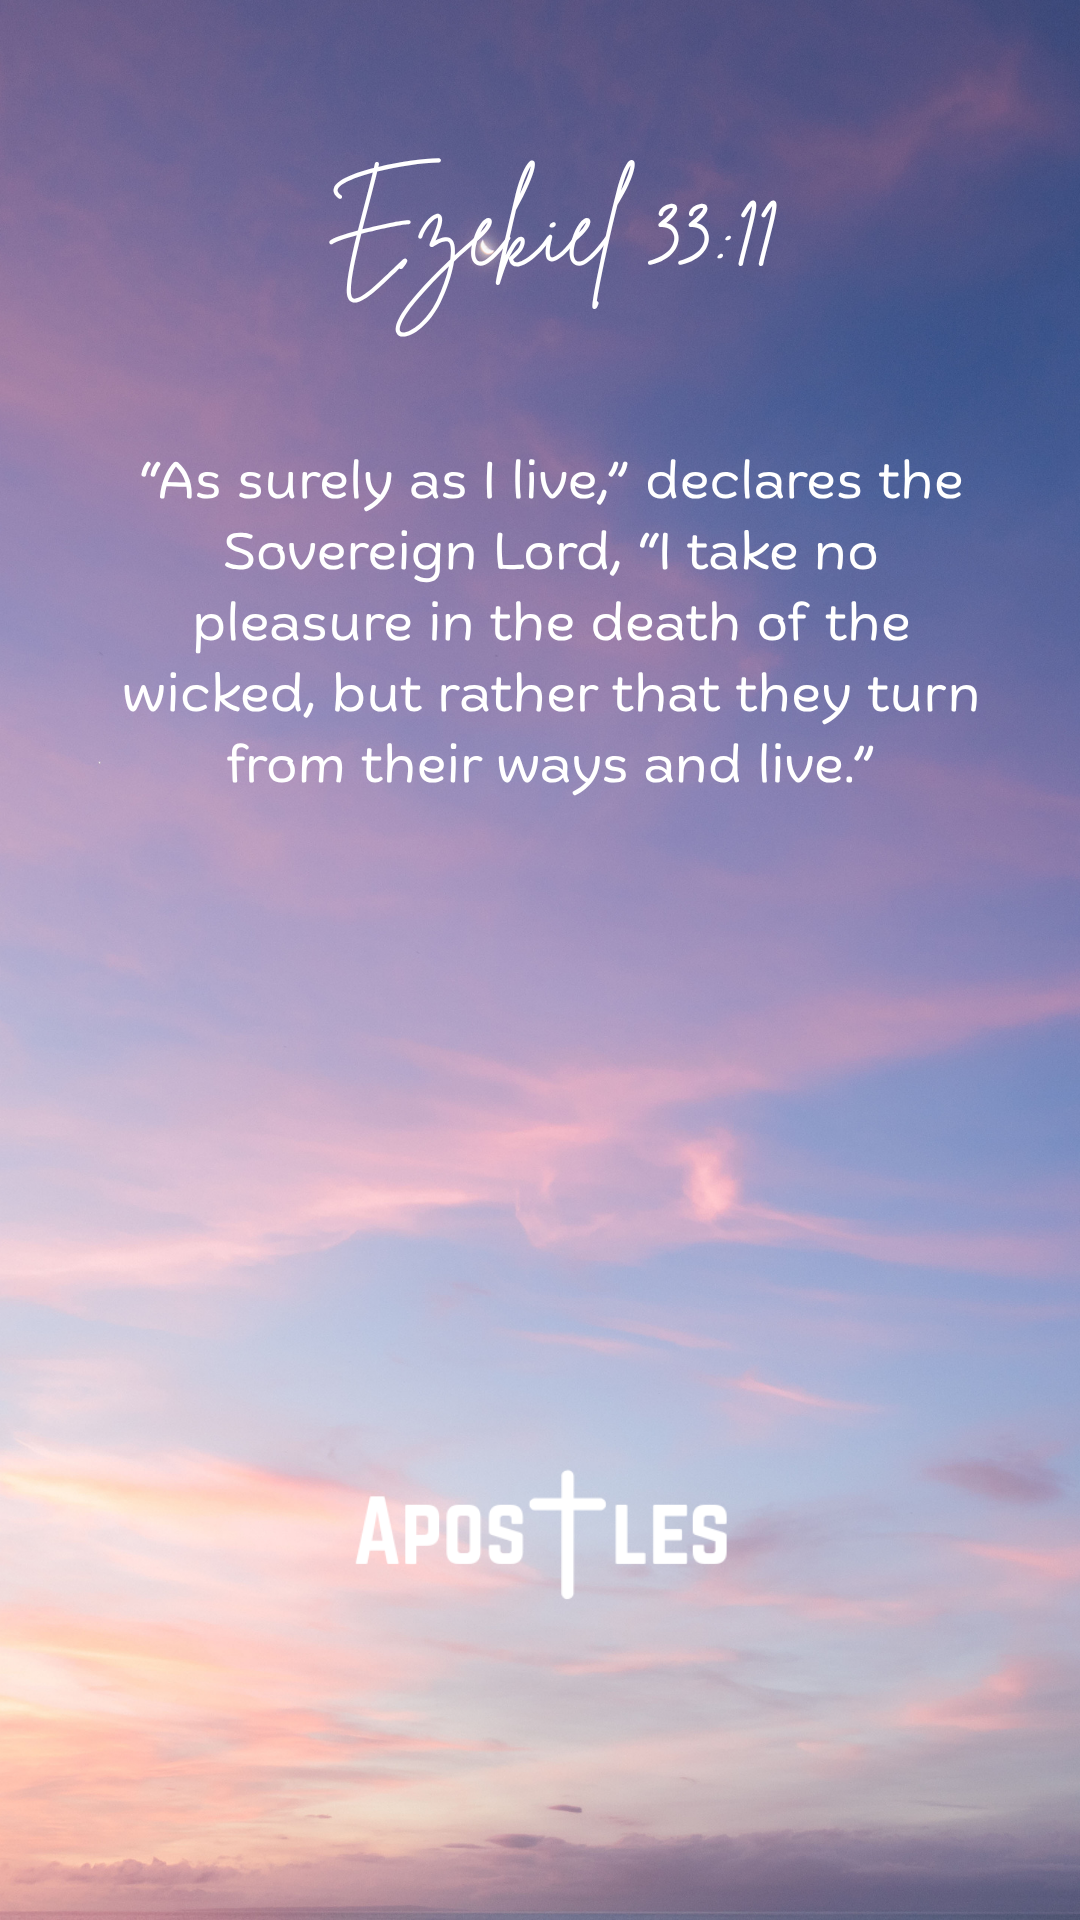 Ezekiel 33:11
“As surely as I live,” declares the
Sovereign Lord, “I take no
pleasure in the death of the
wicked, but rather that they turn
from their ways and live.”
APOSTLES